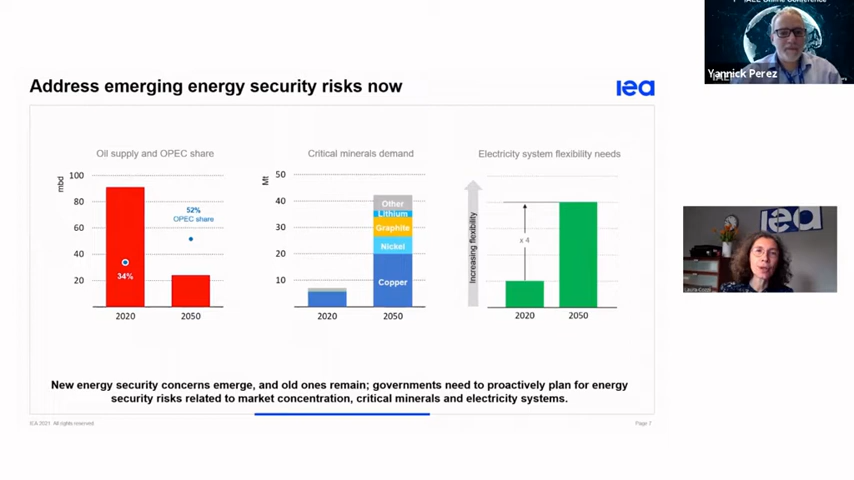 Address emerging energy security risks now
iea
Oil supply and OPEC share
mbd
100
80
60
40
20
52%
OPEC share
34%
2020
2050
Critical minerals demand
Mt
50
40
30
20
10
Other
Lithium
Graphite
Nickel
Copper
2020
2050
Electricity system flexibility needs
Increasing flexibility
x 4
2020
2050
New energy security concerns emerge, and old ones remain; governments need to proactively plan for energy
security risks related to market concentration, critical minerals and electricity systems.
IEA 2021. All rights reserved.
Page 7
Online Conference
Yannick Perez
iea